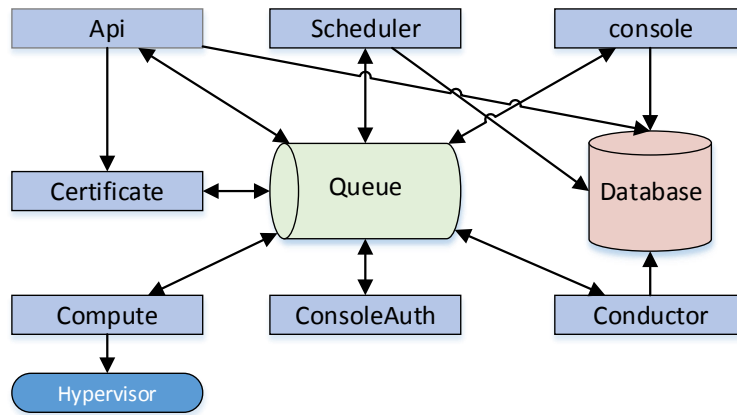 Api
Scheduler
console
Certificate
Queue
Database
Compute
ConsoleAuth
Conductor
Hypervisor